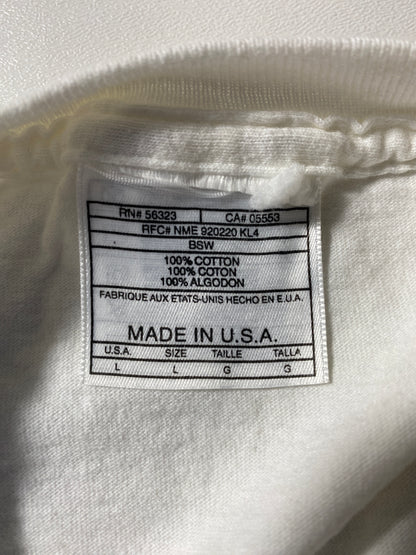 RN# 56323 CA# 05553
RFC# NME 920220 KL4
BSW
100% COTTON
100% COTON
100% ALGODON
FABRIQUE AUX ETATS-UNIS HECHO EN E.U.A.
MADE IN U.S.A.
U.S.A. SIZE TAILLE TALLA
L L G G